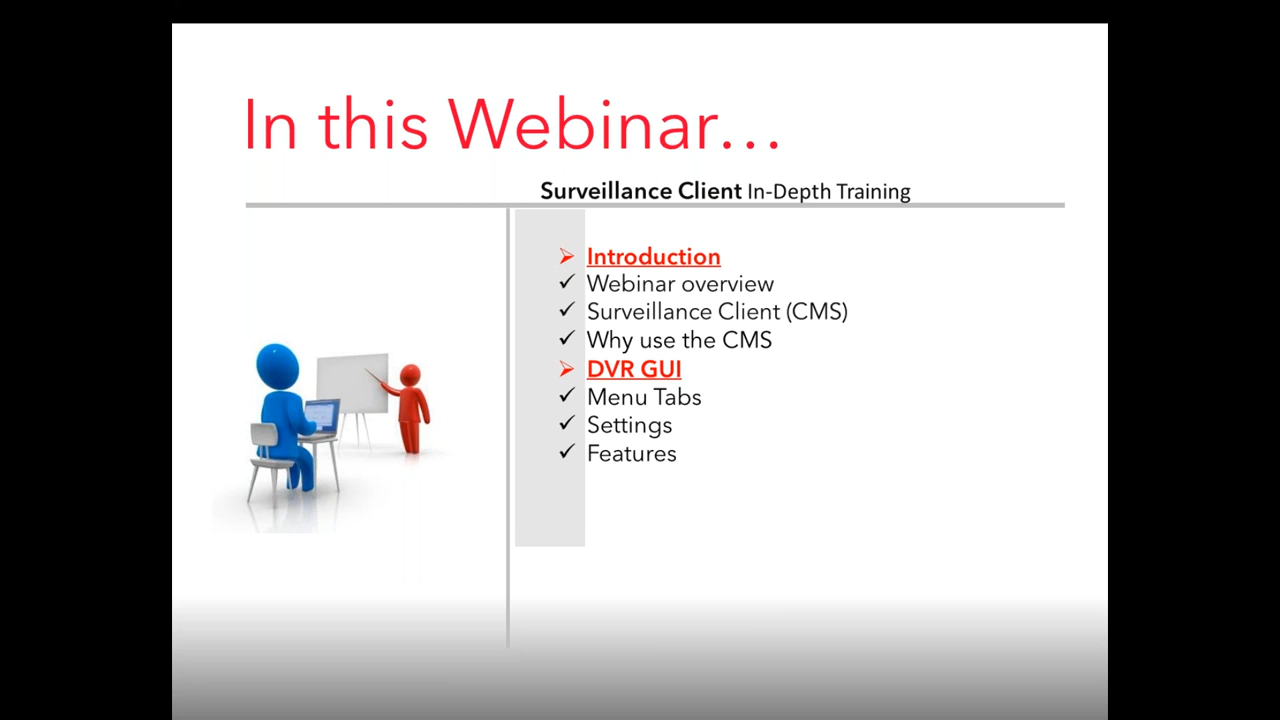 In this Webinar...
Surveillance Client In-Depth Training
Introduction
Webinar overview
Surveillance Client (CMS)
Why use the CMS
DVR GUI
Menu Tabs
Settings
Features